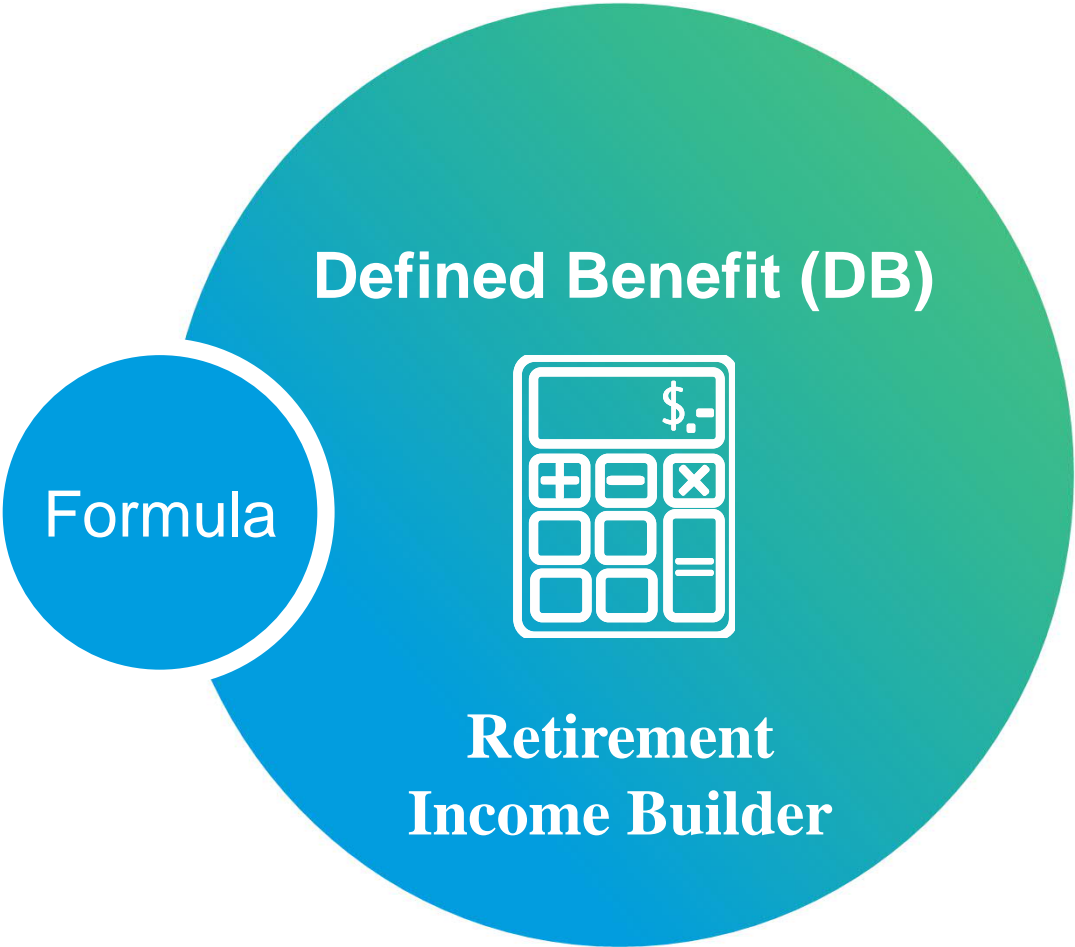 Defined Benefit (DB)
$.-
Formula
Retirement
Income Builder